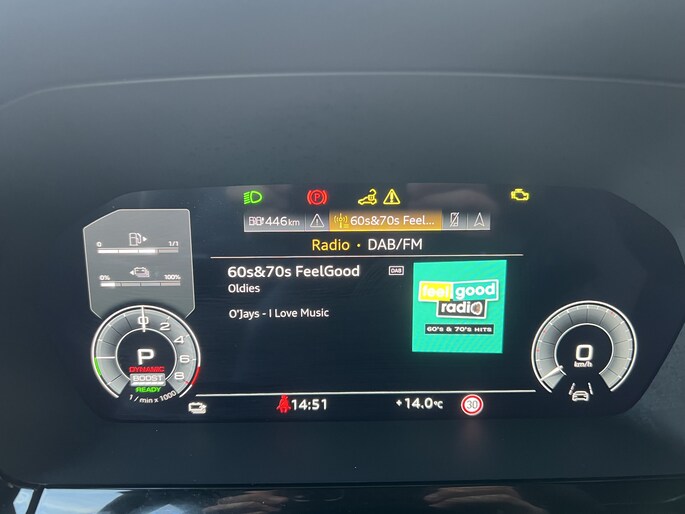 P
446 km
60s&70s Feel...
0 1/1
0% 100%
Radio • DAB/FM
60s&70s FeelGood
DAB
Oldies
O'Jays - I Love Music
feel good
radio
60'S & 70'S HITS
0
2
4
6
8
P
DYNAMIC
BOOST
READY
1 / min x 1000
0
km/h
14:51
+14.0°C
30